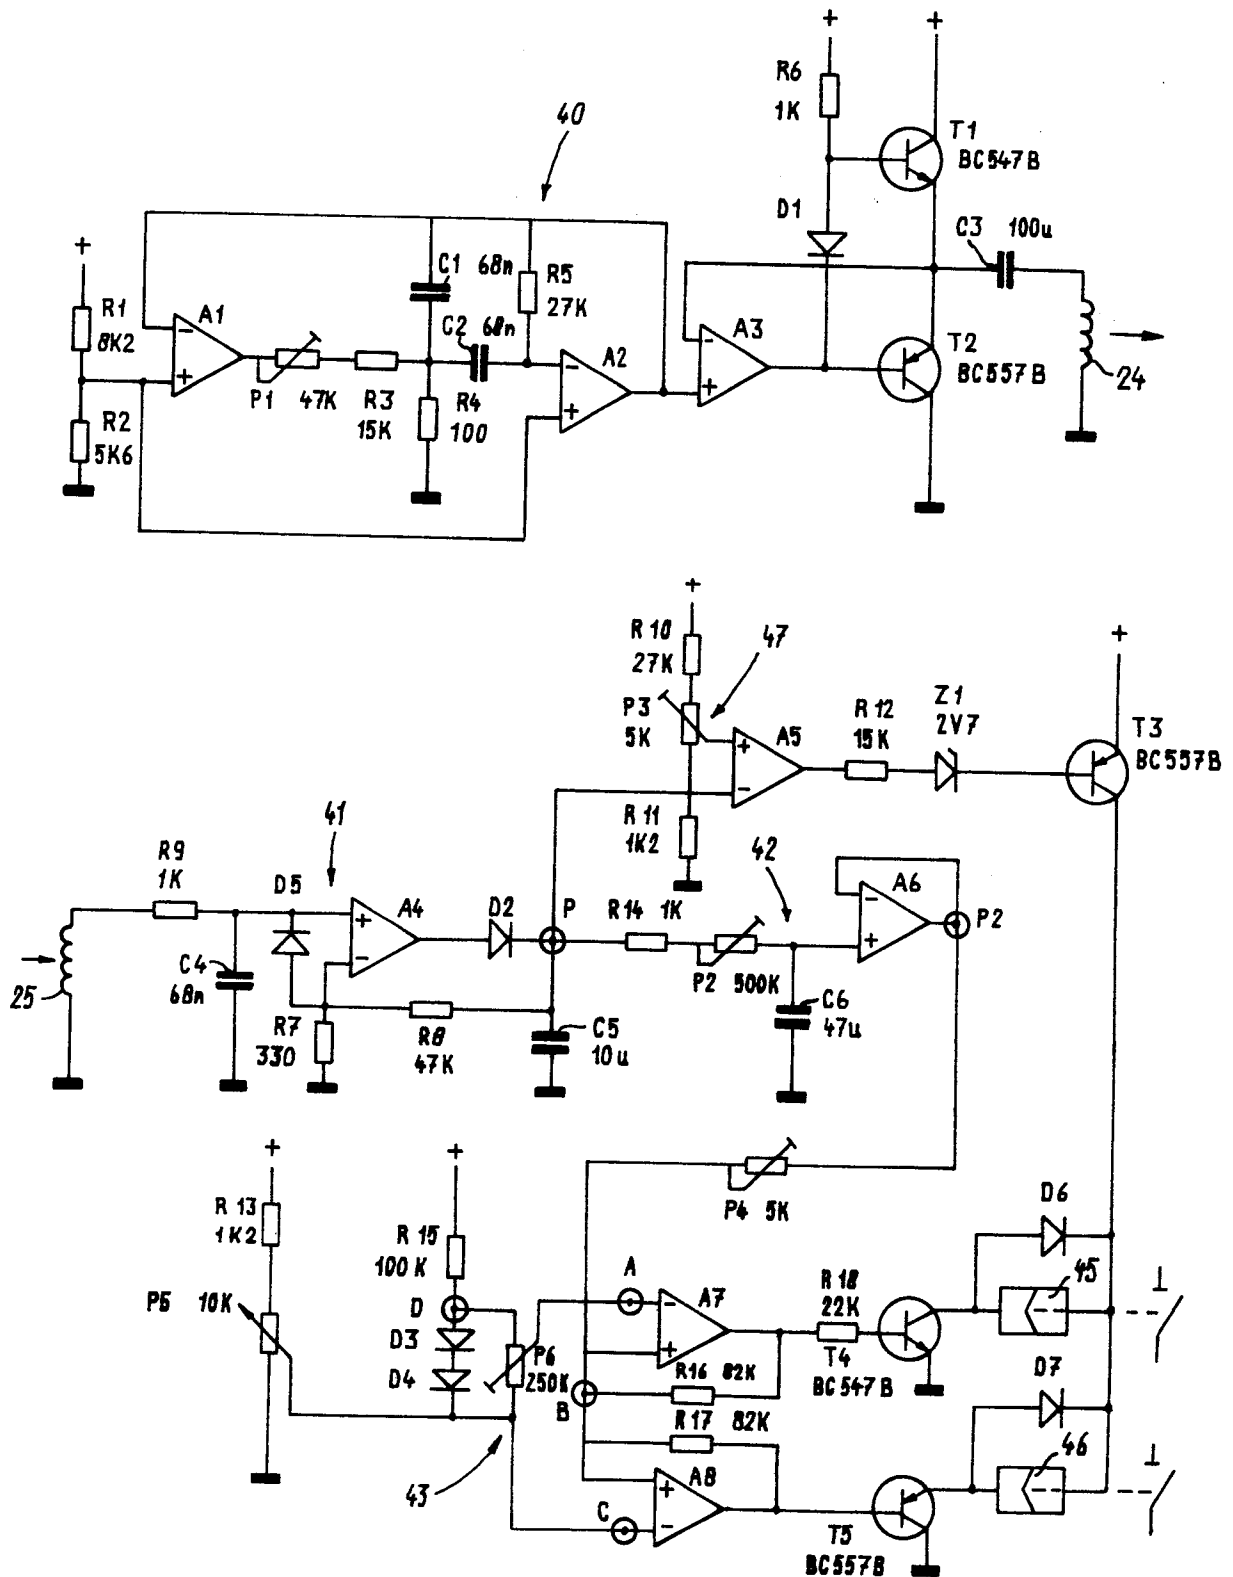 +
+
R6
1K
T1
BC547B
40
D1
C3 100u
+
C1 68n
R5
27K
R1
8K2
A1
C2 68n
A2
A3
T2
BC557B
24
-
+
-
+
-
+
P1 47K
R3
15K
R4
100
R2
5K6
+
R10
27K
47
+
P3
5K
A5
R12
15K
Z1
2V7
T3
BC557B
+
-
R11
1K2
41
42
R9
1K
D5
A4
D2
P
R14 1K
A6
P2
+
-
-
+
25
C4
68n
P2 500K
C6
47u
R7
330
R8
47K
C5
10u
+
+
P4 5K
D6
R13
1K2
R15
100K
A
A7
R18
22K
45
P5 10K
D
-
+
D3
D4
P6
250K
R16 82K
T4
BC547B
D7
B
R17 82K
43
A8
46
+
-
C
T5
BC557B